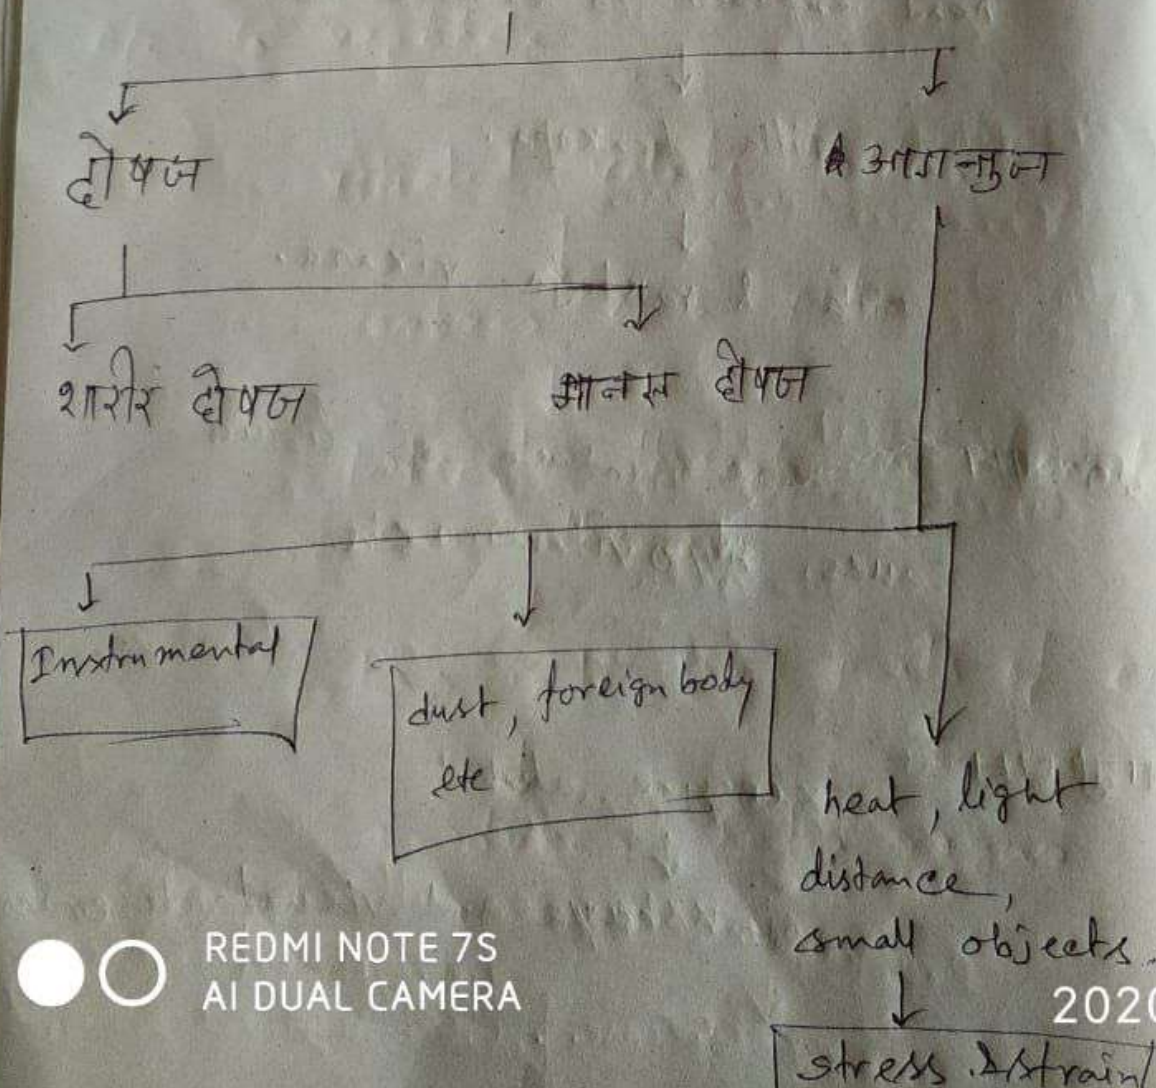 दोषज
आगन्तुज
शारीरं दोषज
मानस दोषज
Instrumental
dust, foreign body
etc
heat, light
distance,
small objects.
stress & strain
REDMI NOTE 7S
AI DUAL CAMERA
2020